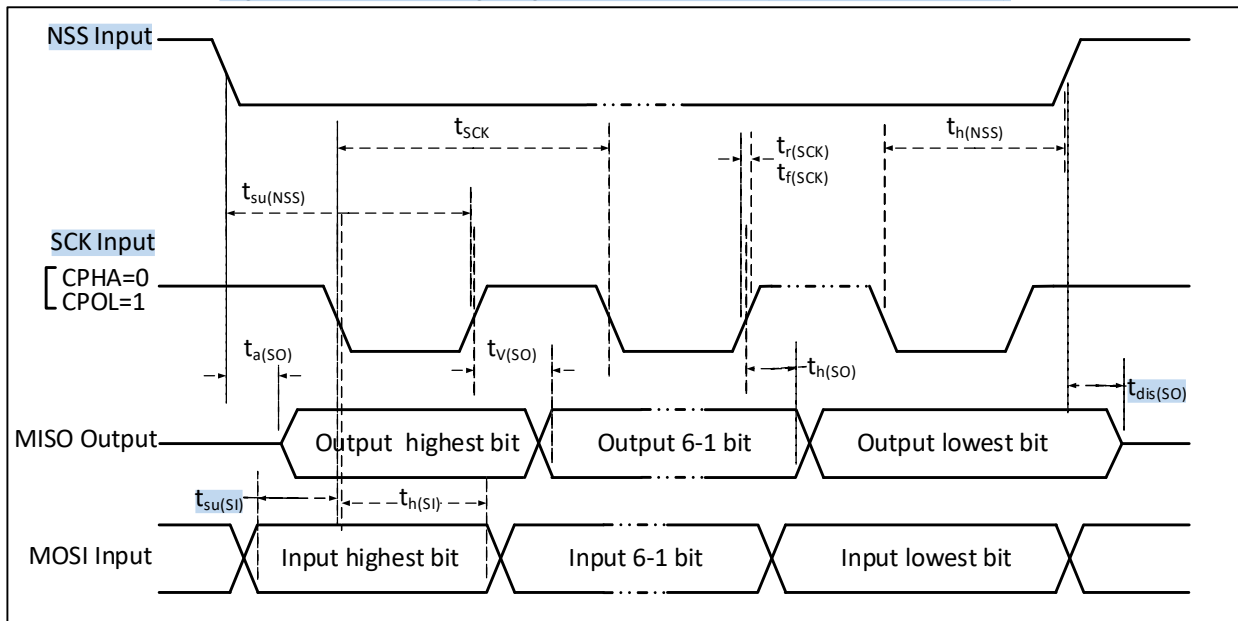 NSS Input
tSCK
th(NSS)
tr(SCK)
tf(SCK)
tsu(NSS)
SCK Input
CPHA=0
CPOL=1
ta(SO)
tV(SO)
th(SO)
tdis(SO)
MISO Output
Output highest bit
Output 6-1 bit
Output lowest bit
tsu(SI)
th(SI)
MOSI Input
Input highest bit
Input 6-1 bit
Input lowest bit